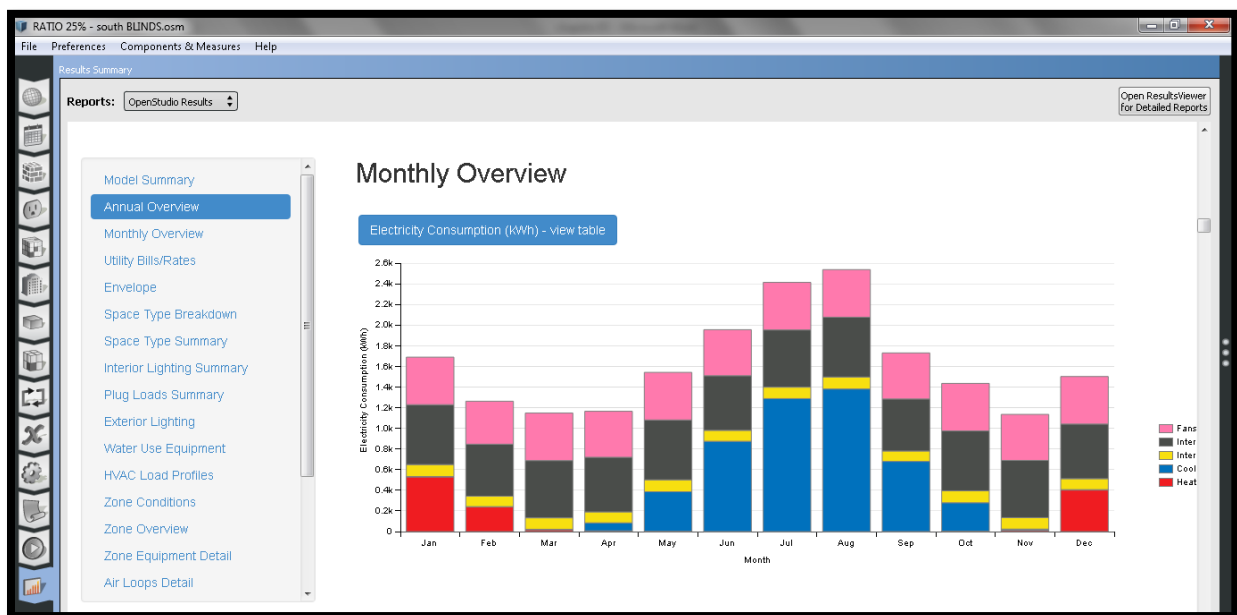 RATIO 25% - south BLINDS.osm
File Preferences Components & Measures Help
Results Summary
Reports: OpenStudio Results
Open ResultsViewer
for Detailed Reports
Model Summary
Annual Overview
Monthly Overview
Utility Bills/Rates
Envelope
Space Type Breakdown
Space Type Summary
Interior Lighting Summary
Plug Loads Summary
Exterior Lighting
Water Use Equipment
HVAC Load Profiles
Zone Conditions
Zone Overview
Zone Equipment Detail
Air Loops Detail
Monthly Overview
Electricity Consumption (kWh) - view table
Electricity Consumption (kWh)
2.6k
2.4k
2.2k
2.0k
1.8k
1.6k
1.4k
1.2k
1.0k
0.8k
0.6k
0.4k
0.2k
0
Jan Feb Mar Apr May Jun Jul Aug Sep Oct Nov Dec
Month
Fans
Inter
Inter
Cool
Heat